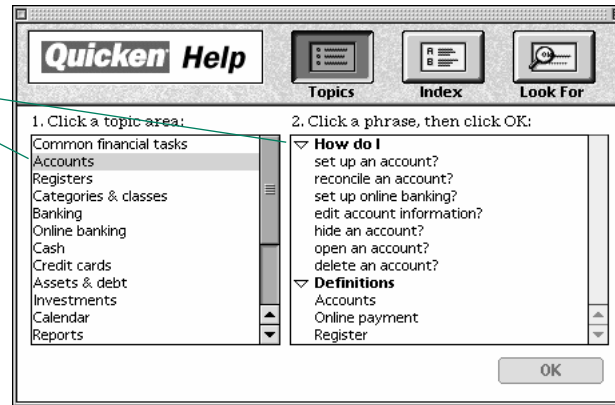 Quicken Help
Topics
Index
Look For
1. Click a topic area:
Common financial tasks
Accounts
Registers
Categories & classes
Banking
Online banking
Cash
Credit cards
Assets & debt
Investments
Calendar
Reports
2. Click a phrase, then click OK:
How do I
set up an account?
reconcile an account?
set up online banking?
edit account information?
hide an account?
open an account?
delete an account?
Definitions
Accounts
Online payment
Register
OK